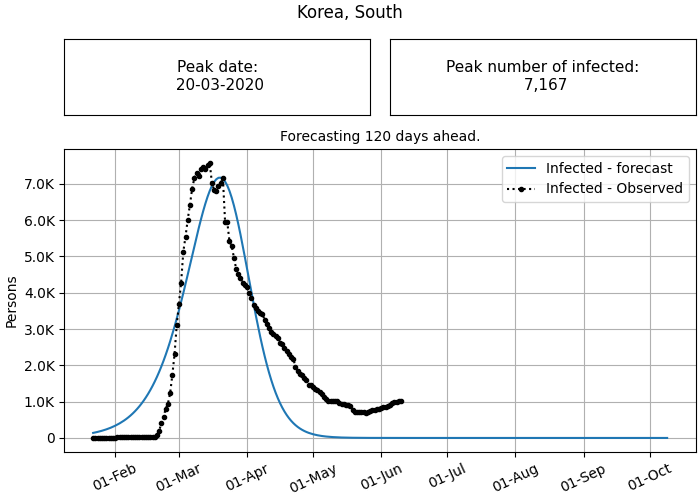 Korea, South
Peak date:
20-03-2020
Peak number of infected:
7,167
Forecasting 120 days ahead.
Infected - forecast
Infected - Observed
7.0K
6.0K
5.0K
4.0K
3.0K
2.0K
1.0K
0
Persons
01-Feb
01-Mar
01-Apr
01-May
01-Jun
01-Jul
01-Aug
01-Sep
01-Oct